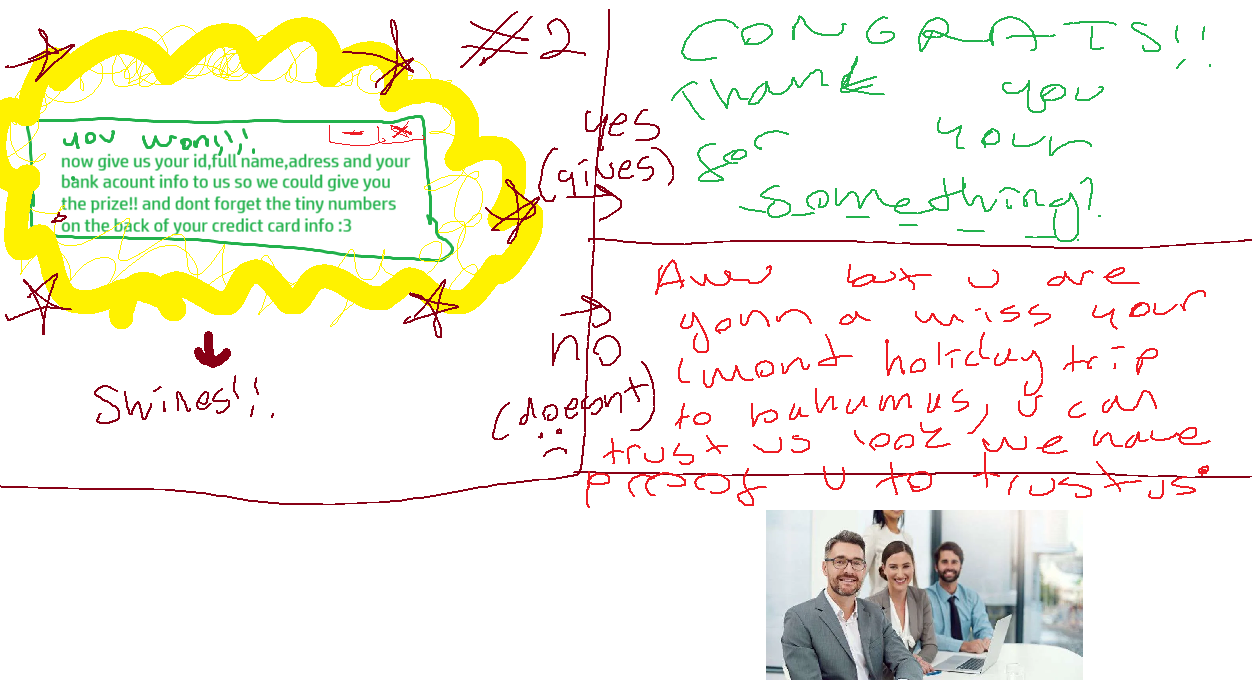 #2
you won!!!
now give us your id,full name,adress and your
bank acount info to us so we could give you
the prize!! and dont forget the tiny numbers
on the back of your credict card info :3
Shines!!.
yes
(gives)
no
(doesnt)
CONGRATS!!
Thank you
for your
something!
Aww but u are
gonna miss your
1mont holiday trip
to bahamas, u can
trust us 100% we have
proof u to trust us.